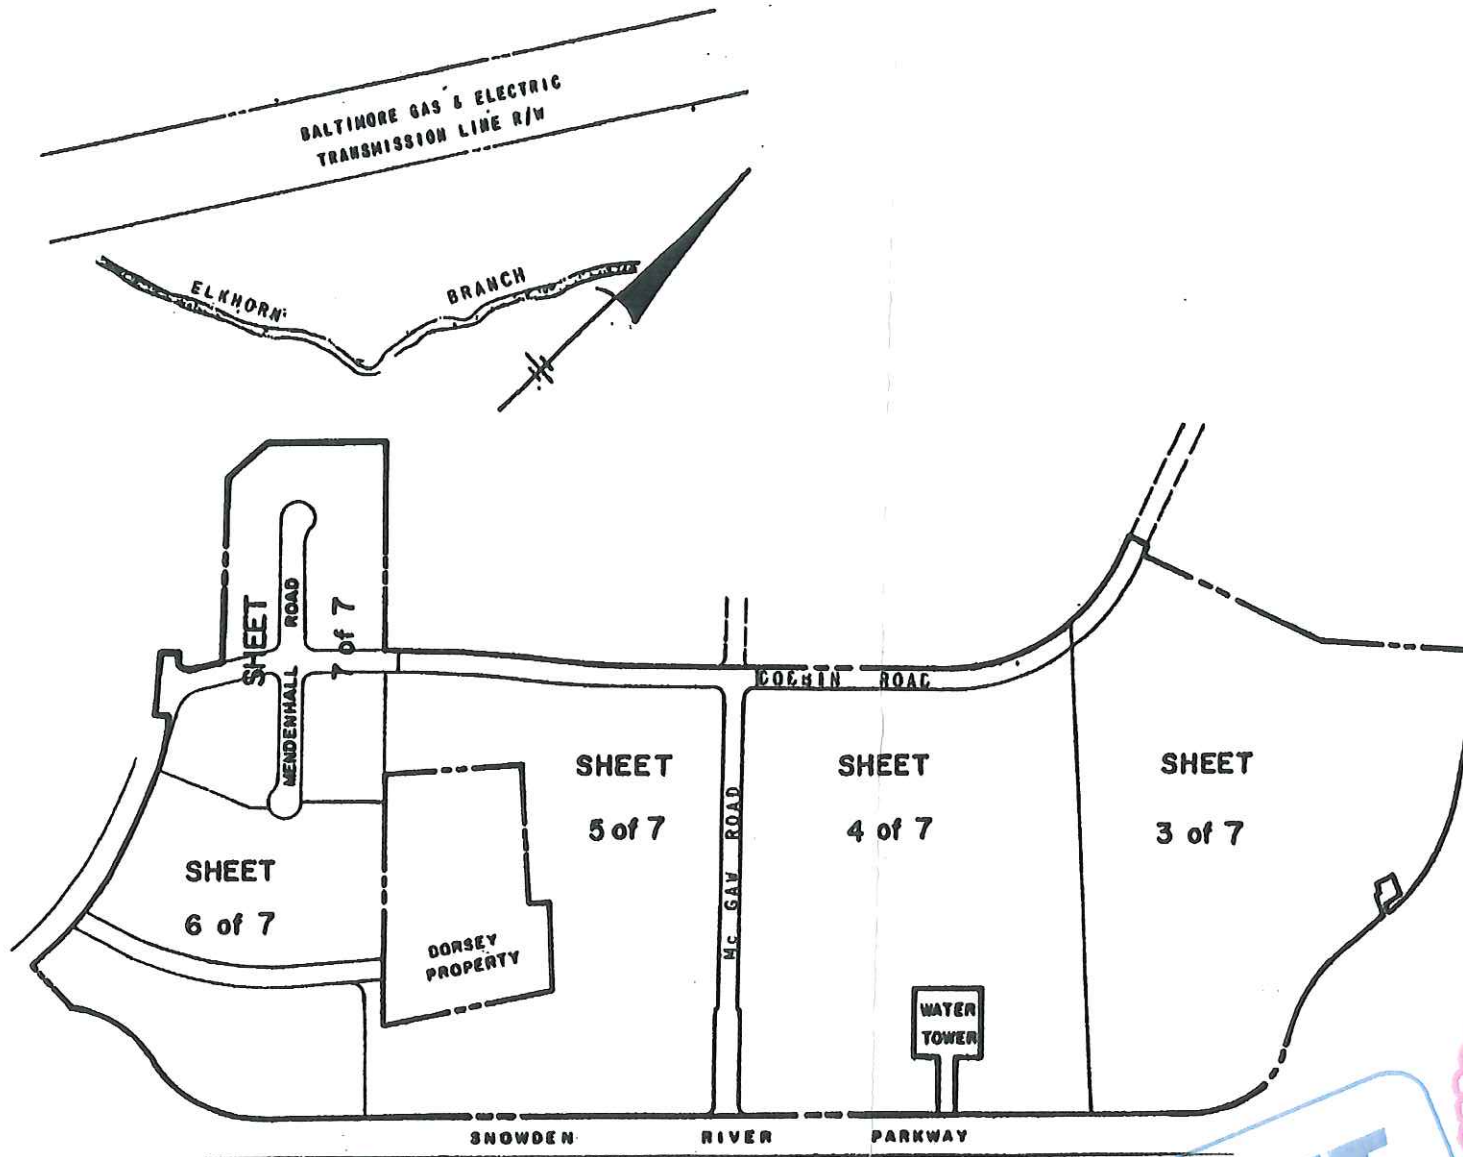 BALTIMORE GAS & ELECTRIC
TRANSMISSION LINE R/W
ELKHORN
BRANCH
SHEET
7 of 7
MENDENHALL ROAD
ROAD
SHEET
5 of 7
SHEET
4 of 7
SHEET
3 of 7
Mc GAW ROAD
SHEET
6 of 7
DORSEY
PROPERTY
WATER
TOWER
SNOWDEN RIVER PARKWAY